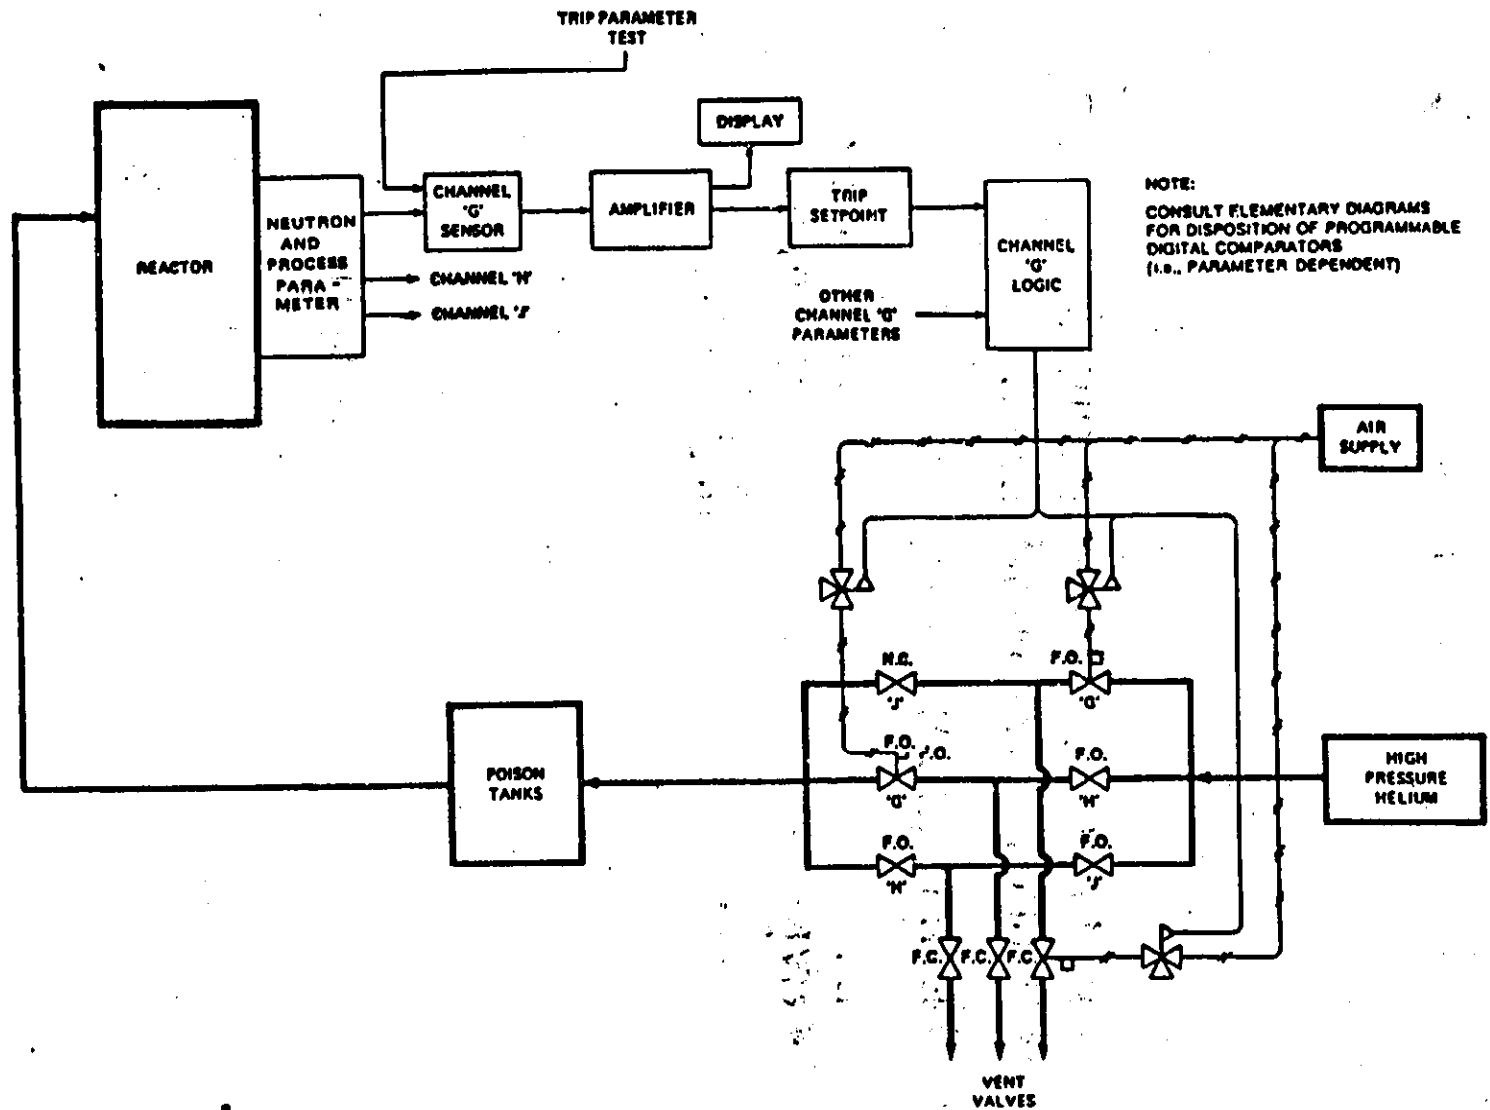 TRIP PARAMETER
TEST
DISPLAY
REACTOR
NEUTRON
AND
PROCESS
PARA-
METER
CHANNEL
'G'
SENSOR
AMPLIFIER
TRIP
SETPOINT
CHANNEL
'G'
LOGIC
NOTE:
CONSULT ELEMENTARY DIAGRAMS
FOR DISPOSITION OF PROGRAMMABLE
DIGITAL COMPARATORS
(i.e., PARAMETER DEPENDENT)
CHANNEL 'H'
CHANNEL 'J'
OTHER
CHANNEL 'G'
PARAMETERS
AIR
SUPPLY
F.O.
'J'
'G'
POISON
TANKS
F.O.
F.O.
F.O.
'G'
'H'
HIGH
PRESSURE
HELIUM
F.O.
F.O.
'H'
'J'
F.C.
F.C.
F.C.
VENT
VALVES